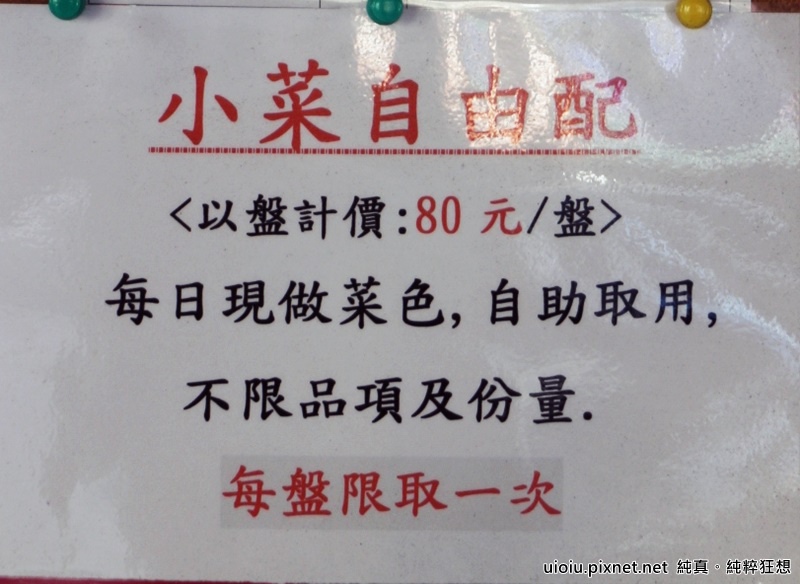 小菜自由配
<以盤計價:80 元/盤>
每日現做菜色,自助取用,
不限品項及份量.
每盤限取一次
uioiu.pixnet.net 純真。純粹狂想